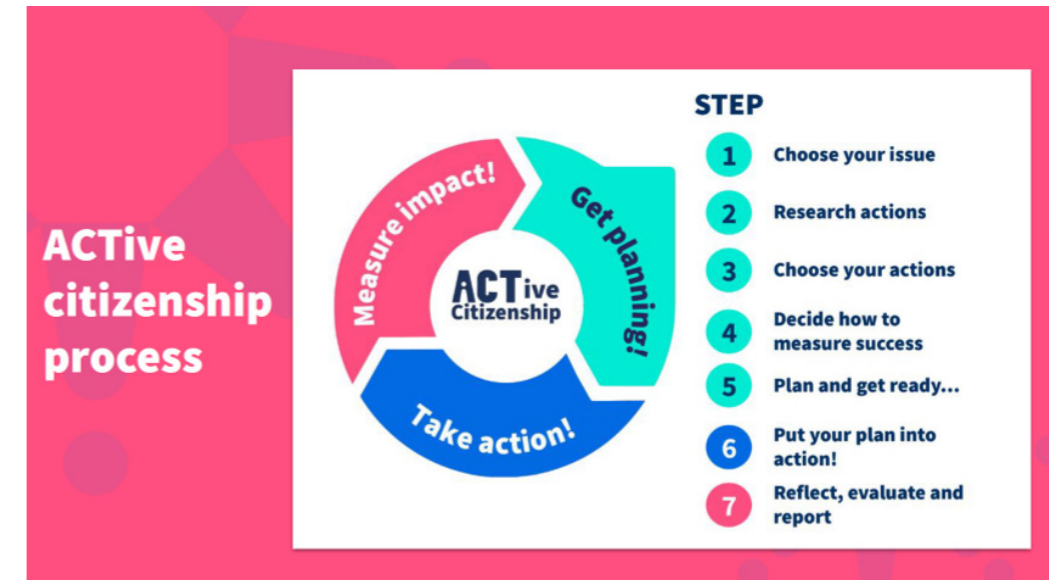 ACTive
citizenship
process
Measure impact!
Get planning!
Take action!
ACTive
Citizenship
STEP
1 Choose your issue
2 Research actions
3 Choose your actions
4 Decide how to
measure success
5 Plan and get ready...
6 Put your plan into
action!
7 Reflect, evaluate and
report